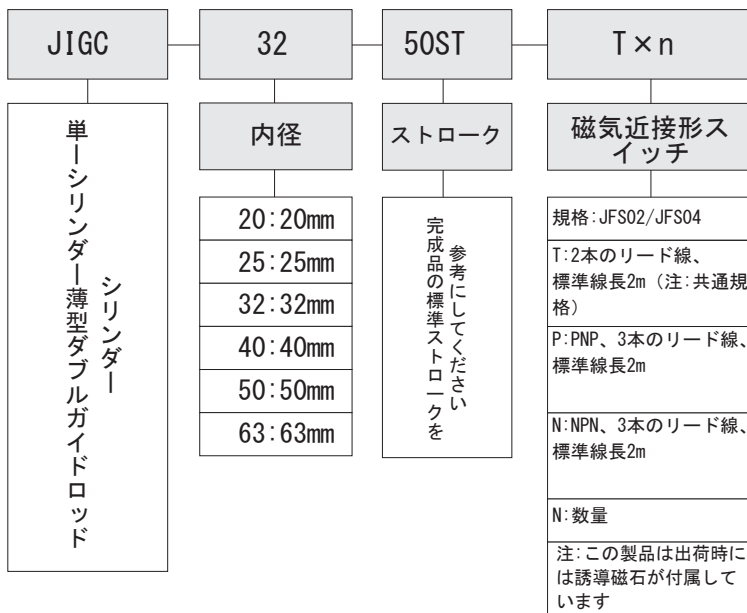 JIGC
32
50ST
T×n
単一シリンダー薄型ダブルガイドロッド
シリンダー
内径
20:20mm
25:25mm
32:32mm
40:40mm
50:50mm
63:63mm
ストローク
完成品の標準ストロークを
参考にしてください
磁気近接形ス
イッチ
規格:JFS02/JFS04
T:2本のリード線、
標準線長2m（注:共通規
格）
P:PNP、3本のリード線、
標準線長2m
N:NPN、3本のリード線、
標準線長2m
N:数量
注:この製品は出荷時に
は誘導磁石が付属して
います